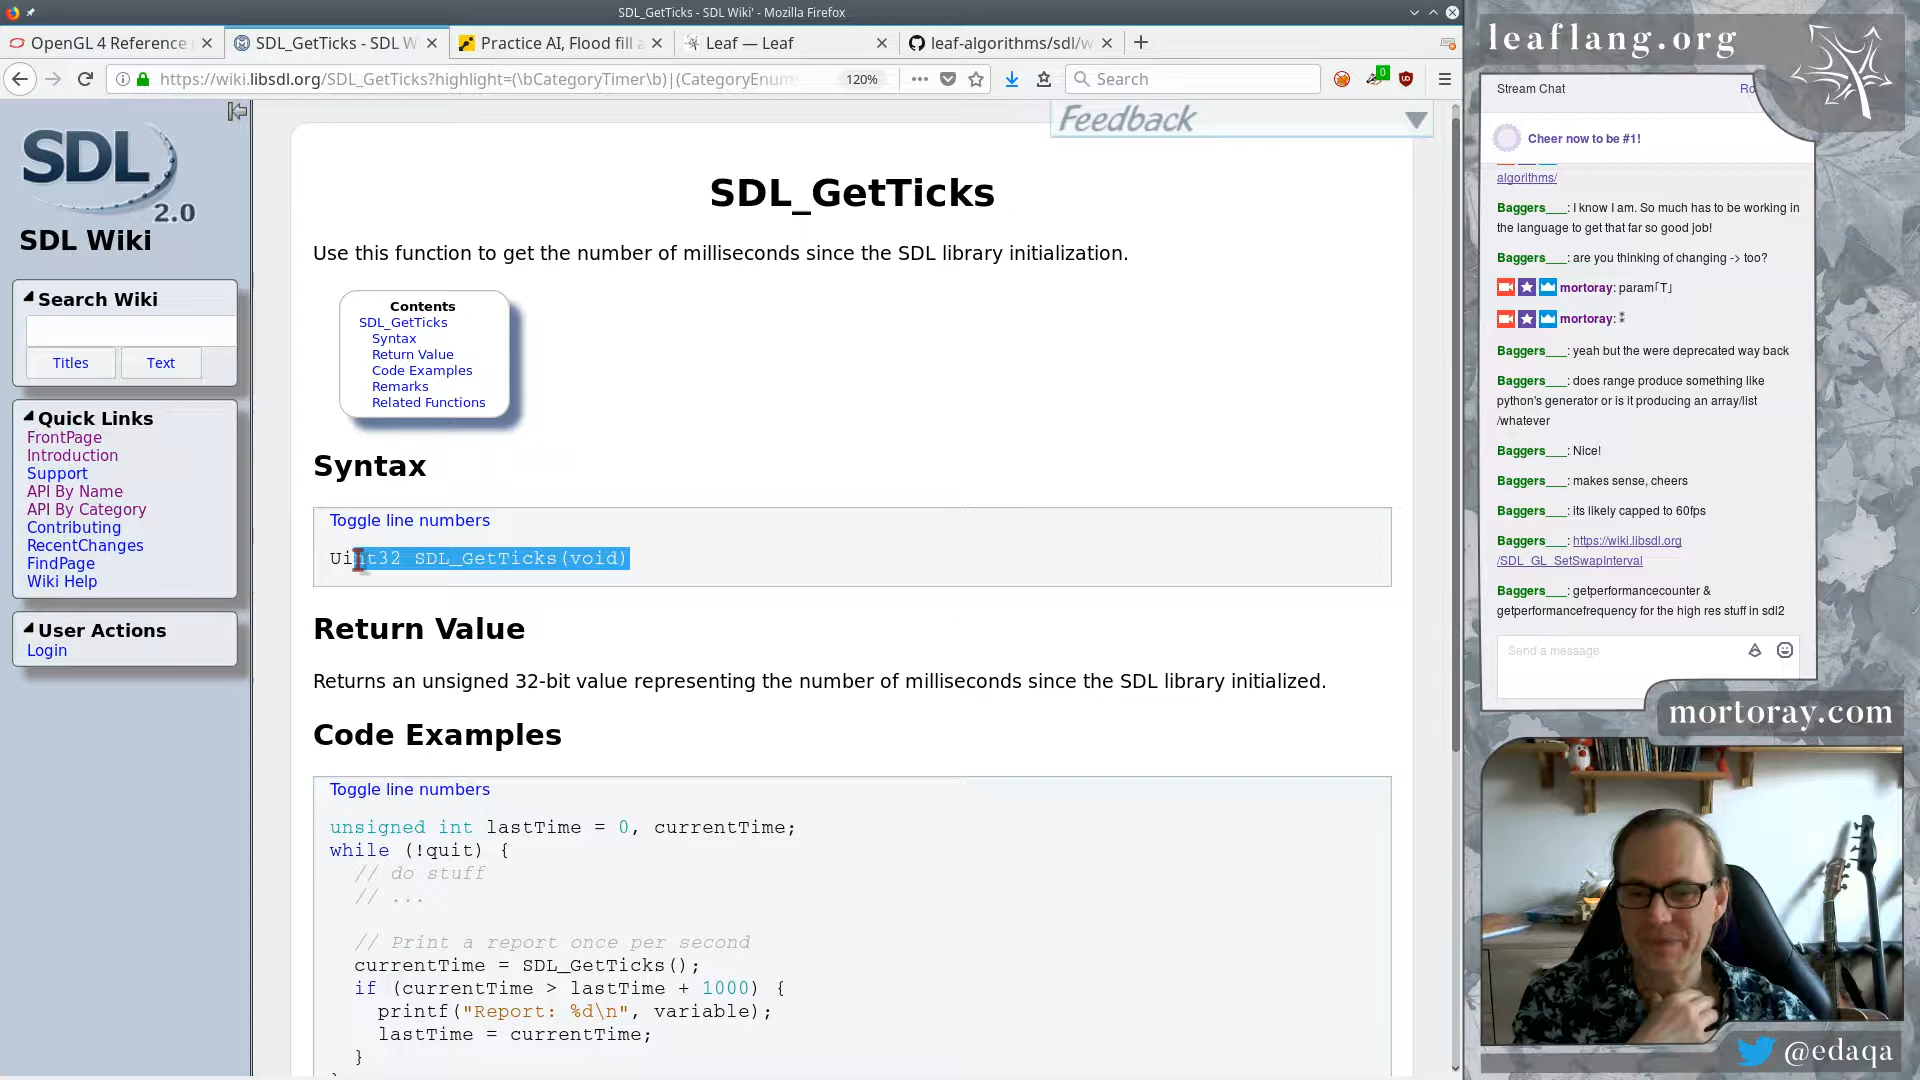 SDL_GetTicks - SDL Wiki' - Mozilla Firefox
OpenGL 4 Reference
SDL_GetTicks - SDL W
Practice AI, Flood fill a
Leaf — Leaf
leaf-algorithms/sdl/w
https://wiki.libsdl.org/SDL_GetTicks?highlight=(\bCategoryTimer\b)|(CategoryEnum
120%
Search
0
SDL
2.0
SDL Wiki
Search Wiki
Titles
Text
Quick Links
FrontPage
Introduction
Support
API By Name
API By Category
Contributing
RecentChanges
FindPage
Wiki Help
User Actions
Login
Feedback
SDL_GetTicks
Use this function to get the number of milliseconds since the SDL library initialization.
Contents
SDL_GetTicks
Syntax
Return Value
Code Examples
Remarks
Related Functions
Syntax
Toggle line numbers
Uint32 SDL_GetTicks(void)
Return Value
Returns an unsigned 32-bit value representing the number of milliseconds since the SDL library initialized.
Code Examples
Toggle line numbers
unsigned int lastTime = 0, currentTime;
while (!quit) {
// do stuff
// ...
// Print a report once per second
currentTime = SDL_GetTicks();
if (currentTime > lastTime + 1000) {
printf("Report: %d\n", variable);
lastTime = currentTime;
}
leaflang.org
Stream Chat
Ro
Cheer now to be #1!
algorithms/
Baggers___: I know I am. So much has to be working in
the language to get that far so good job!
Baggers___: are you thinking of changing -> too?
mortoray: param｢T｣
mortoray: ⁑
Baggers___: yeah but the were deprecated way back
Baggers___: does range produce something like
python's generator or is it producing an array/list
/whatever
Baggers___: Nice!
Baggers___: makes sense, cheers
Baggers___: its likely capped to 60fps
Baggers___: https://wiki.libsdl.org
/SDL_GL_SetSwapInterval
Baggers___: getperformancecounter &
getperformancefrequency for the high res stuff in sdl2
Send a message
mortoray.com
@edaqa